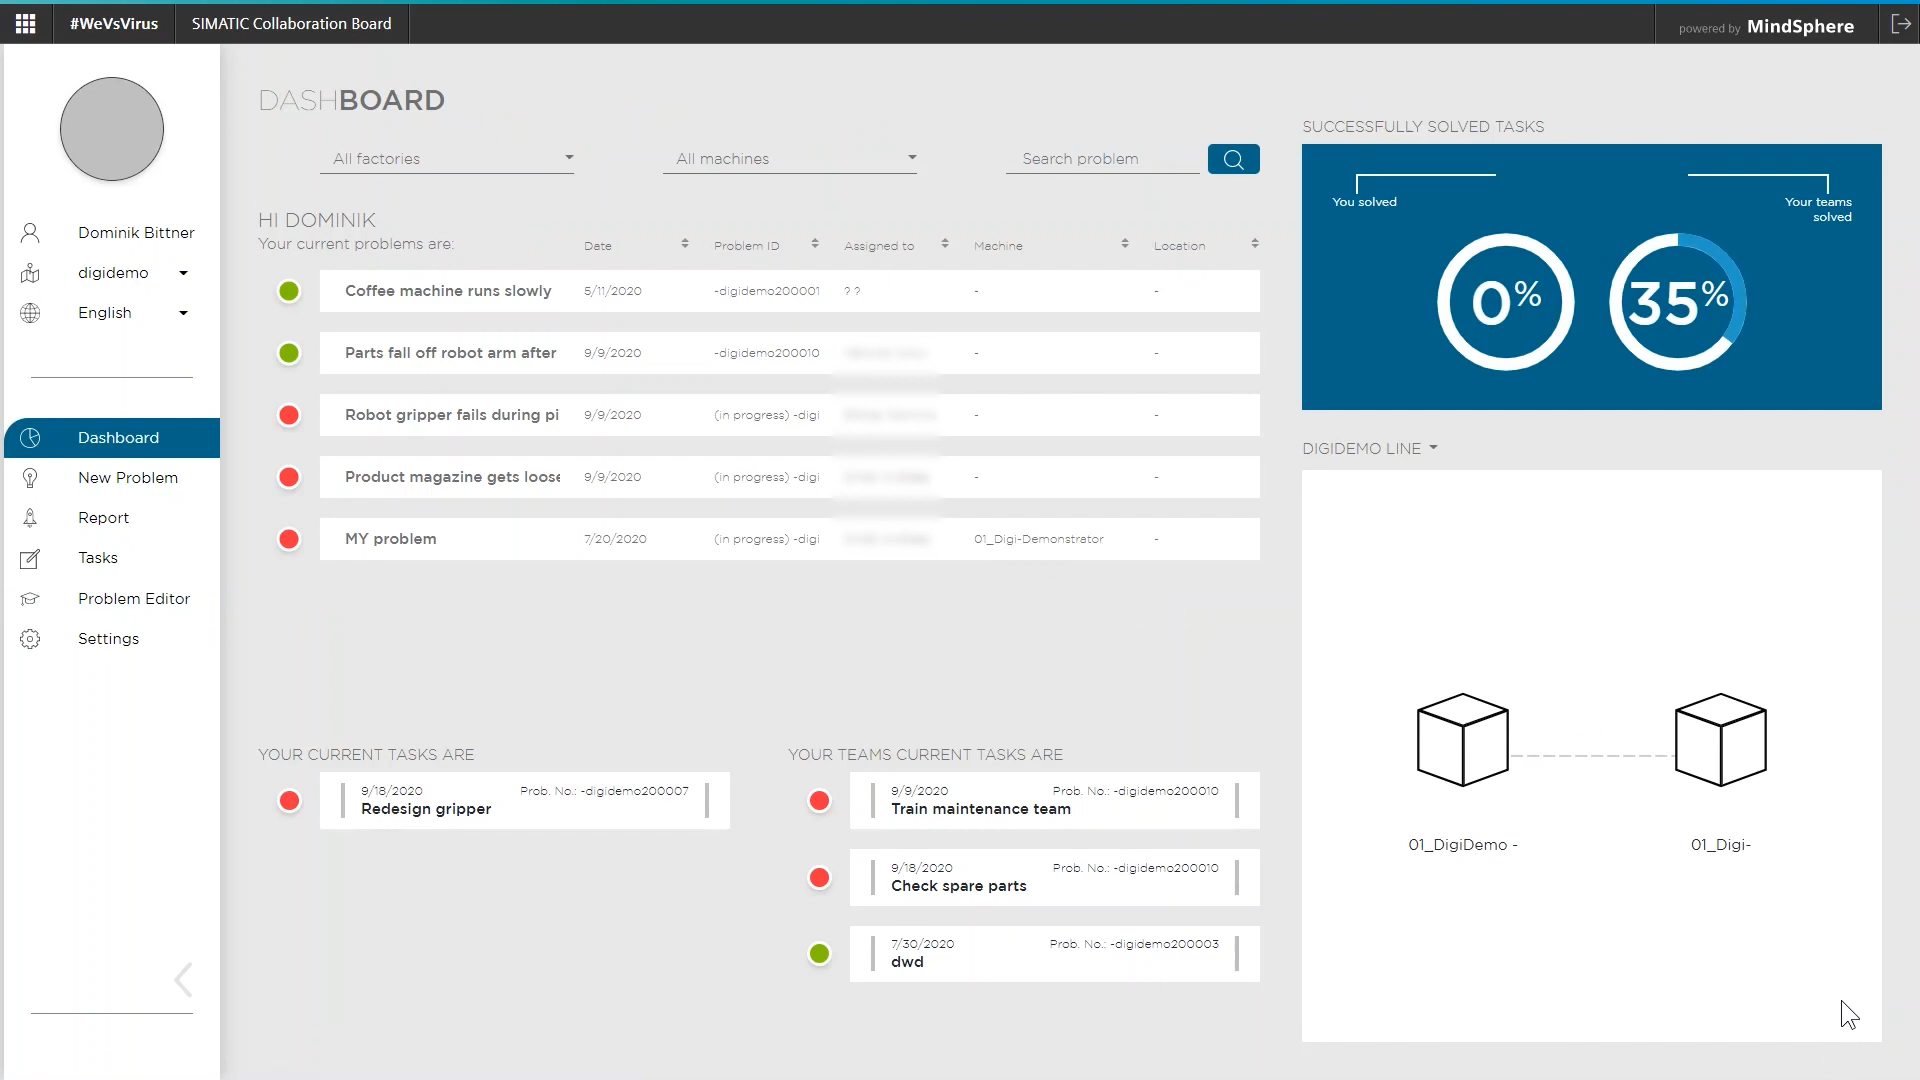 #WeVsVirus
SIMATIC Collaboration Board
powered by MindSphere
Dominik Bittner
digidemo
English
Dashboard
New Problem
Report
Tasks
Problem Editor
Settings
DASHBOARD
All factories
All machines
Search problem
HI DOMINIK
Your current problems are:
Date
Problem ID
Assigned to
Machine
Location
Coffee machine runs slowly 5/11/2020 -digidemo200001 ? ? - -
Parts fall off robot arm after 9/9/2020 -digidemo200010 - -
Robot gripper fails during pi 9/9/2020 (in progress) -digi - -
Product magazine gets loose 9/9/2020 (in progress) -digi - -
MY problem 7/20/2020 (in progress) -digi 01_Digi-Demonstrator -
YOUR CURRENT TASKS ARE
9/18/2020 Prob. No.: -digidemo200007
Redesign gripper
YOUR TEAMS CURRENT TASKS ARE
9/9/2020 Prob. No.: -digidemo200010
Train maintenance team
9/18/2020 Prob. No.: -digidemo200010
Check spare parts
7/30/2020 Prob. No.: -digidemo200003
dwd
SUCCESSFULLY SOLVED TASKS
You solved
Your teams
solved
0%
35%
DIGIDEMO LINE
01_DigiDemo -
01_Digi-